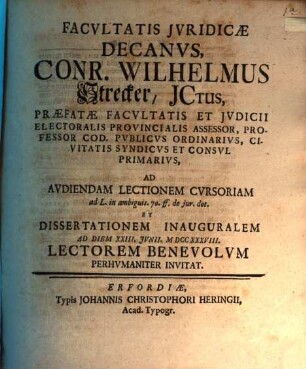 FACVLTATIS JVRIDICÆ
DECANVS,
CONR. WILHELMUS
Strecker, JCTUS,
PRÆFATÆ FACVLTATIS ET JVDICII
ELECTORALIS PROVINCIALIS ASSESSOR, PRO-
FESSOR COD. PVBLICVS ORDINARIVS, CI-
VITATIS SYNDICVS ET CONSVL
PRIMARIVS,
AD
AVDIENDAM LECTIONEM CVRSORIAM
ad L. in ambiguis. 70. ff. de jur. dot.
ET
DISSERTATIONEM INAUGURALEM
AD DIEM XXIII. JVNII. MDCCXXXVIII.
LECTOREM BENEVOLVM
PERHVMANITER INVITAT.
ERFORDIÆ,
Typis JOHANNIS CHRISTOPHORI HERINGII,
Acad. Typogr.